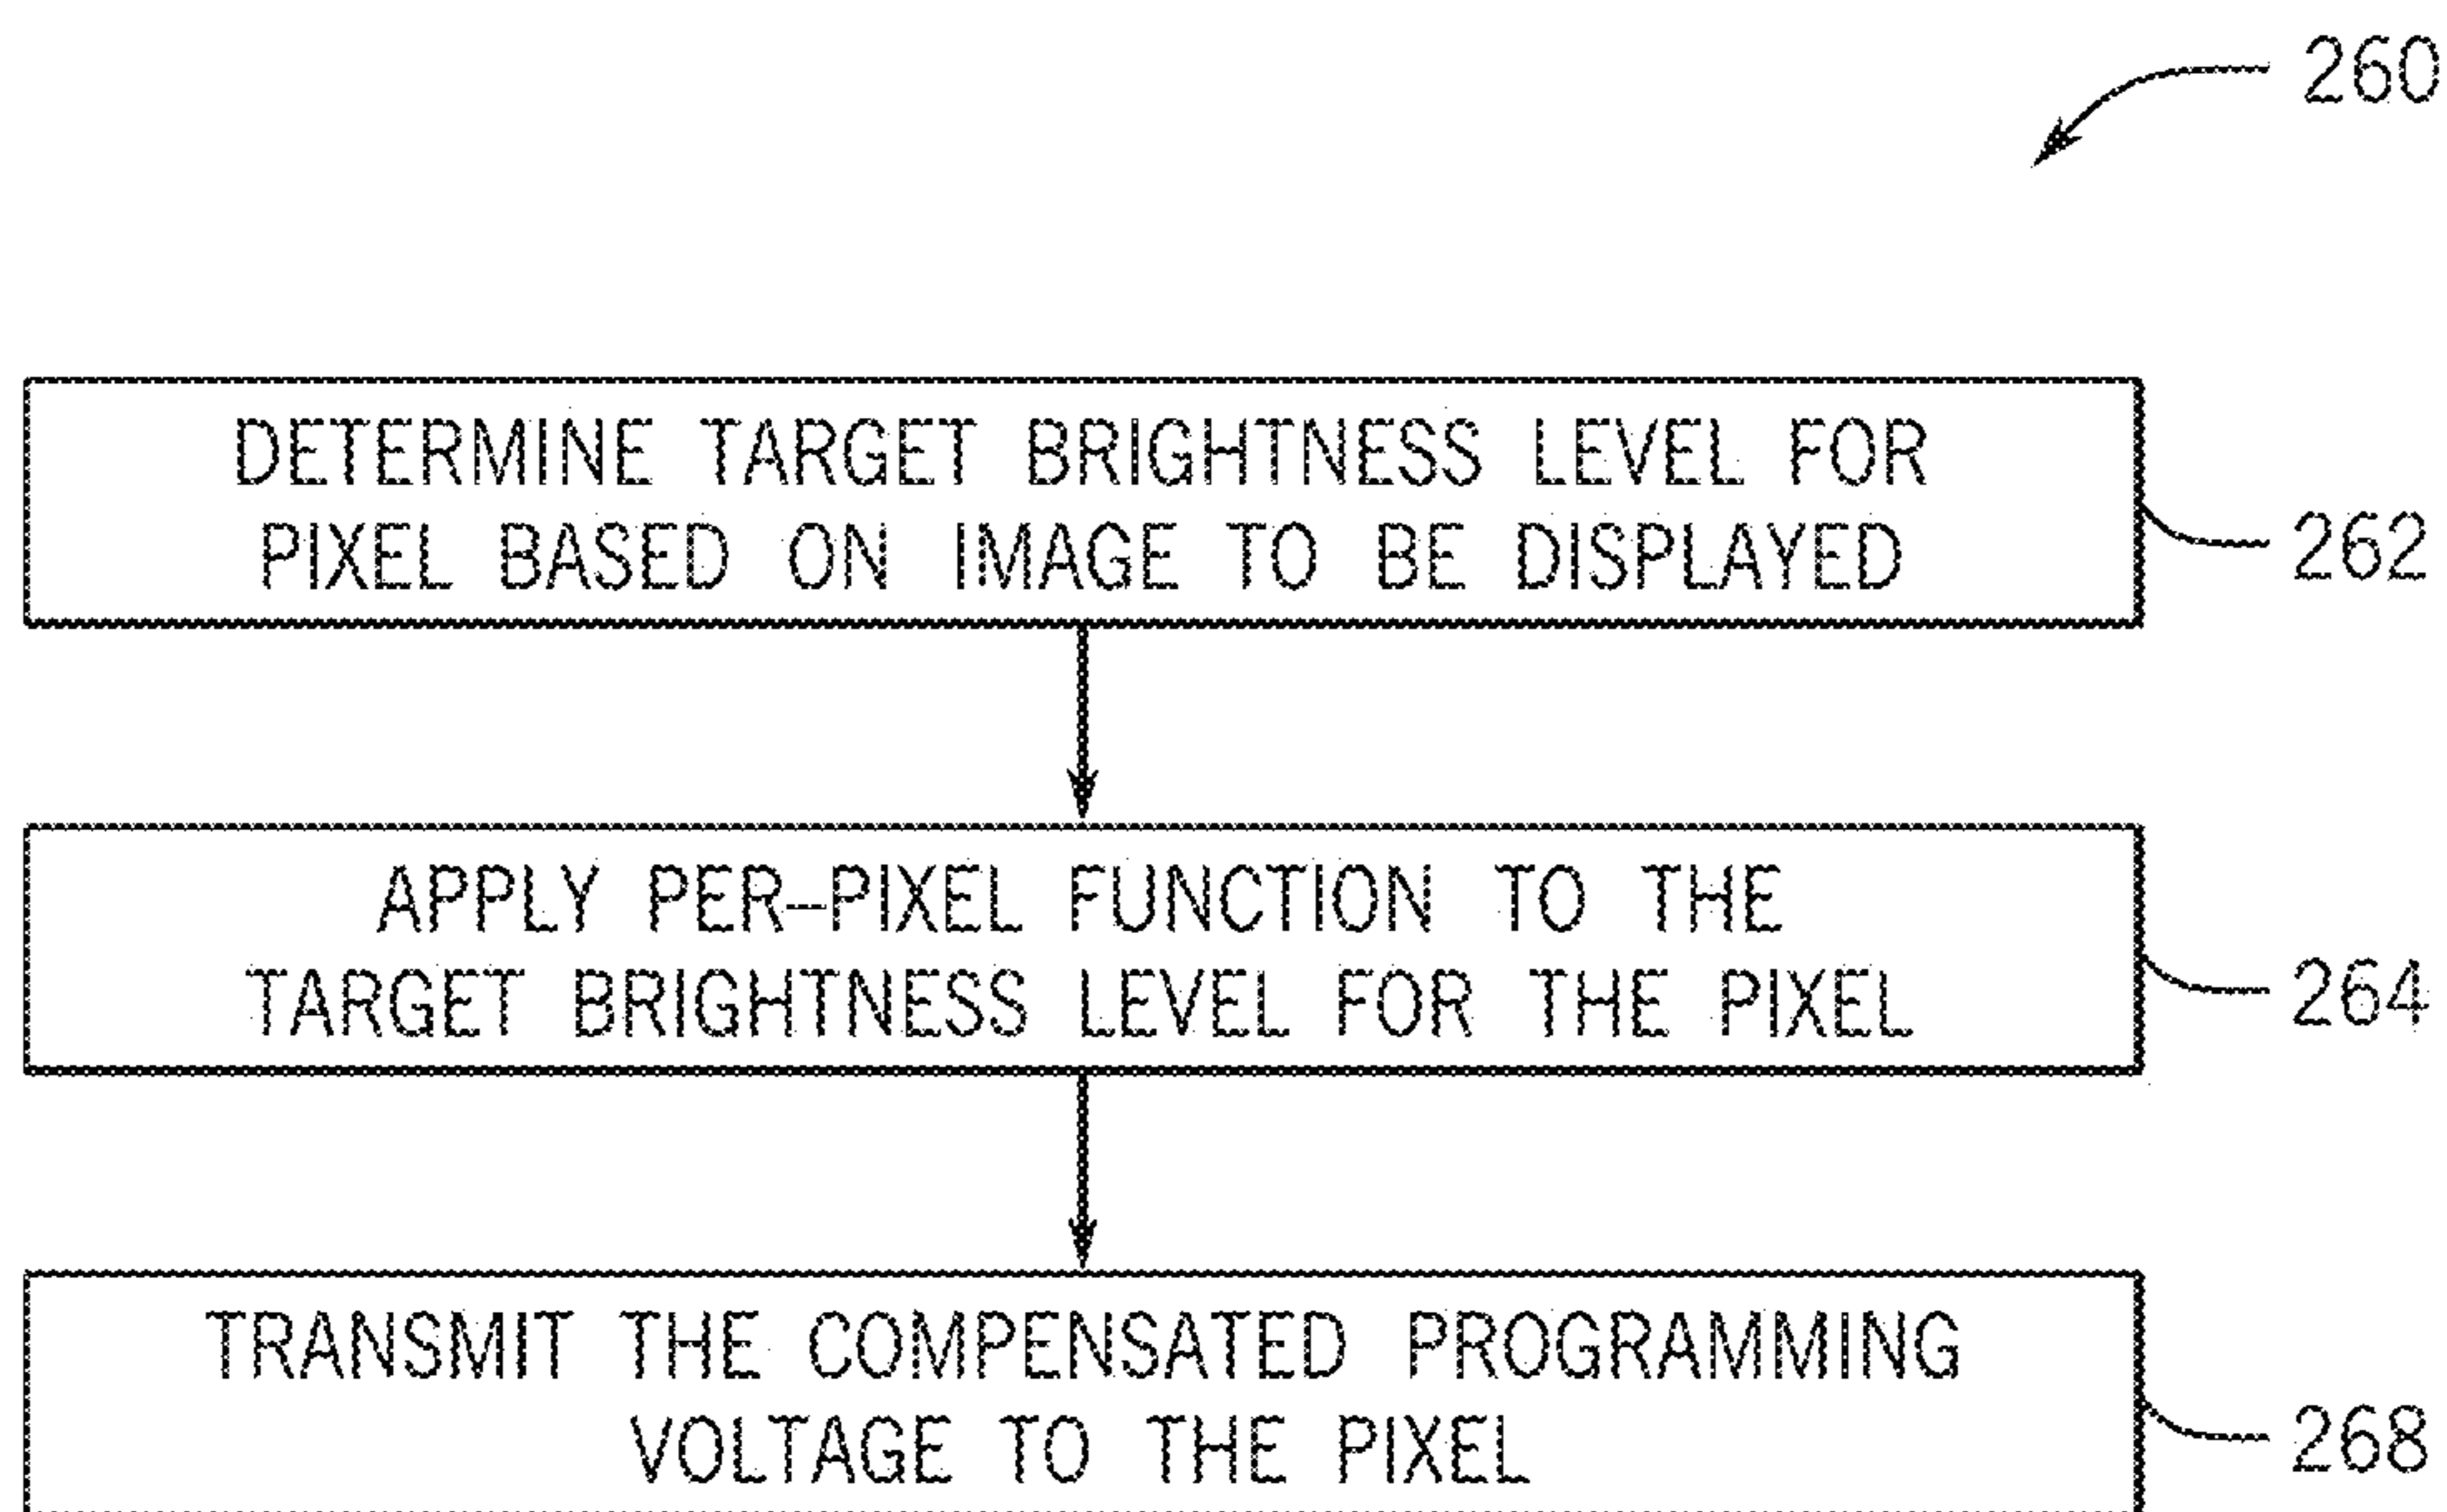 260
DETERMINE TARGET BRIGHTNESS LEVEL FOR
PIXEL BASED ON IMAGE TO BE DISPLAYED
262
APPLY PER-PIXEL FUNCTION TO THE
TARGET BRIGHTNESS LEVEL FOR THE PIXEL
264
TRANSMIT THE COMPENSATED PROGRAMMING
VOLTAGE TO THE PIXEL
268